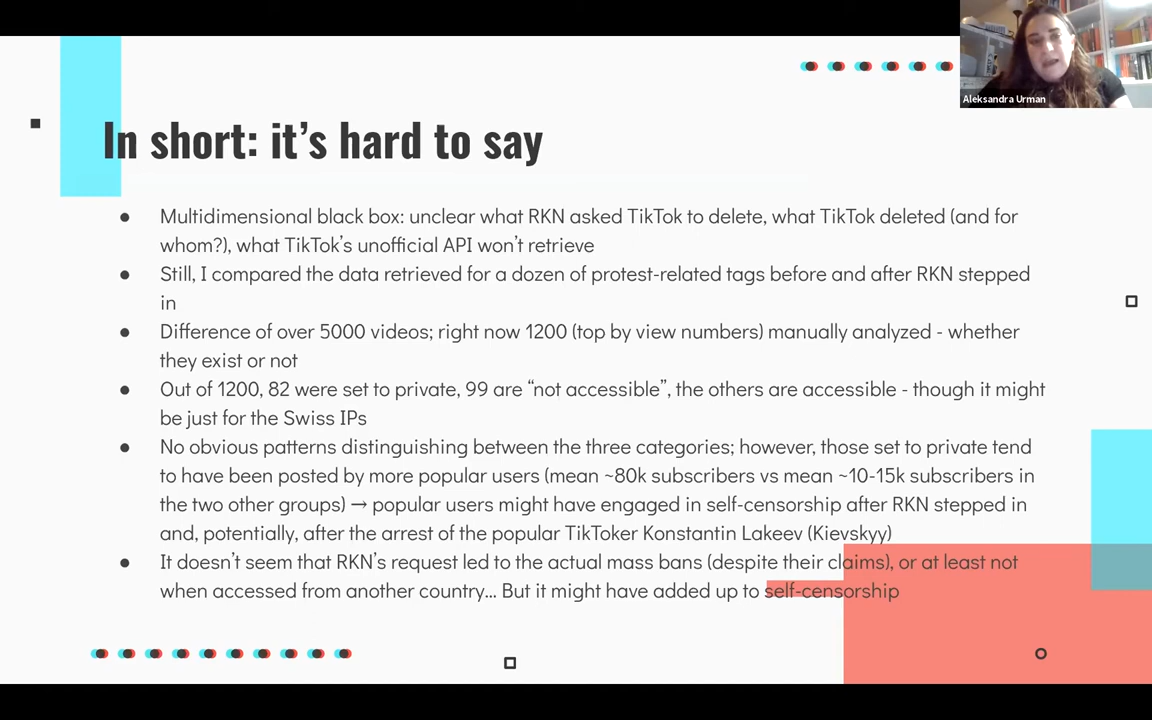 Aleksandra Urman
In short: it's hard to say
● Multidimensional black box: unclear what RKN asked TikTok to delete, what TikTok deleted (and for
whom?), what TikTok's unofficial API won't retrieve
● Still, I compared the data retrieved for a dozen of protest-related tags before and after RKN stepped
in
● Difference of over 5000 videos; right now 1200 (top by view numbers) manually analyzed - whether
they exist or not
● Out of 1200, 82 were set to private, 99 are “not accessible”, the others are accessible - though it might
be just for the Swiss IPs
● No obvious patterns distinguishing between the three categories; however, those set to private tend
to have been posted by more popular users (mean ~80k subscribers vs mean ~10-15k subscribers in
the two other groups) → popular users might have engaged in self-censorship after RKN stepped in
and, potentially, after the arrest of the popular TikToker Konstantin Lakeev (Kievskyy)
● It doesn't seem that RKN's request led to the actual mass bans (despite their claims), or at least not
when accessed from another country... But it might have added up to self-censorship